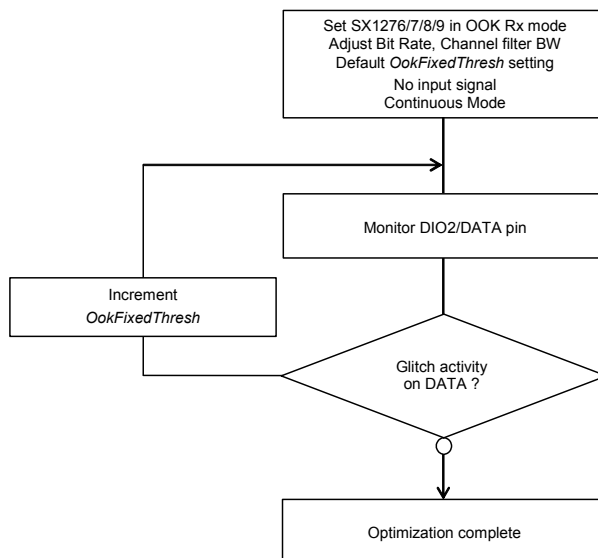 Set SX1276/7/8/9 in OOK Rx mode
Adjust Bit Rate, Channel filter BW
Default OokFixedThresh setting
No input signal
Continuous Mode
Monitor DIO2/DATA pin
Increment
OokFixedThresh
Glitch activity
on DATA ?
Optimization complete